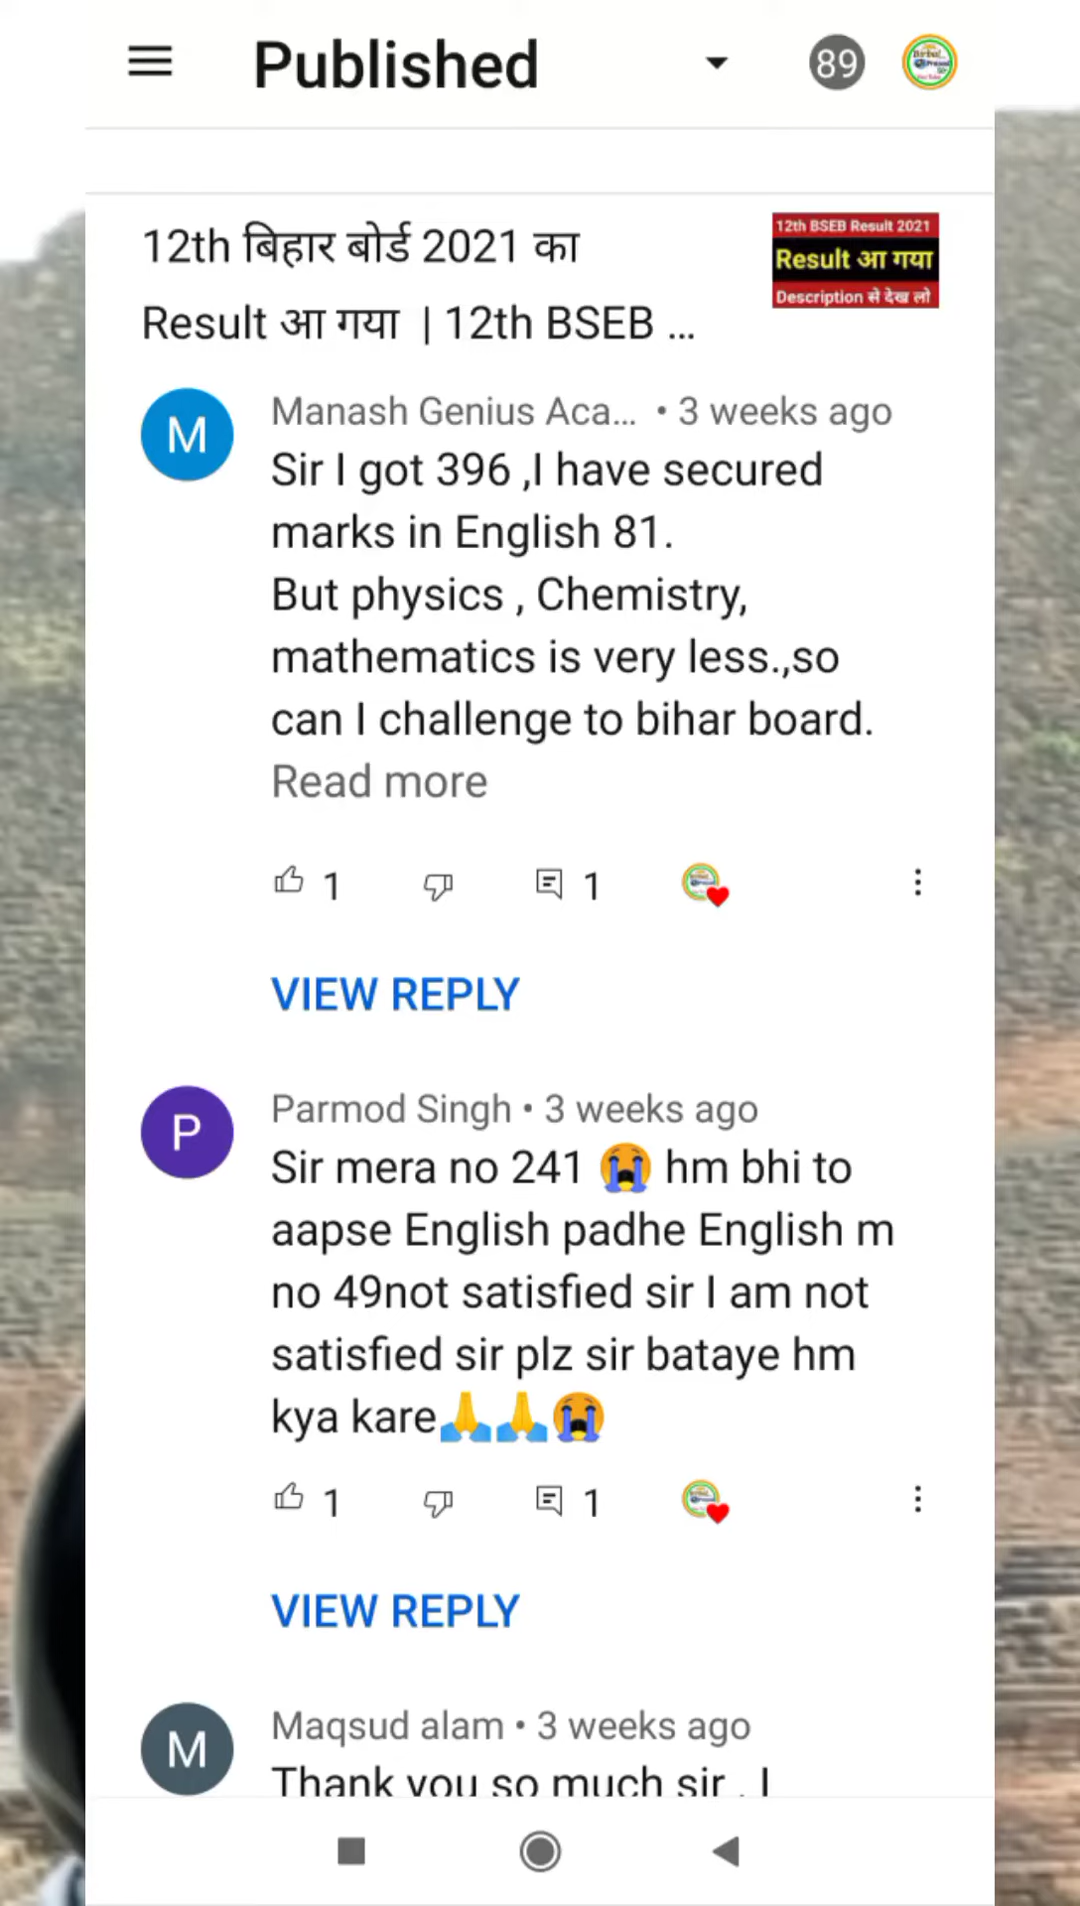 Published
89
12th बिहार बोर्ड 2021 का
Result आ गया | 12th BSEB ...
12th BSEB Result 2021
Result आ गया
Description से देख लो
M
Manash Genius Aca... • 3 weeks ago
Sir I got 396 ,I have secured
marks in English 81.
But physics , Chemistry,
mathematics is very less.,so
can I challenge to bihar board.
Read more
1
1
VIEW REPLY
P
Parmod Singh • 3 weeks ago
Sir mera no 241 😭 hm bhi to
aapse English padhe English m
no 49not satisfied sir I am not
satisfied sir plz sir bataye hm
kya kare🙏🙏😭
1
1
VIEW REPLY
M
Maqsud alam • 3 weeks ago
Thank you so much sir . I